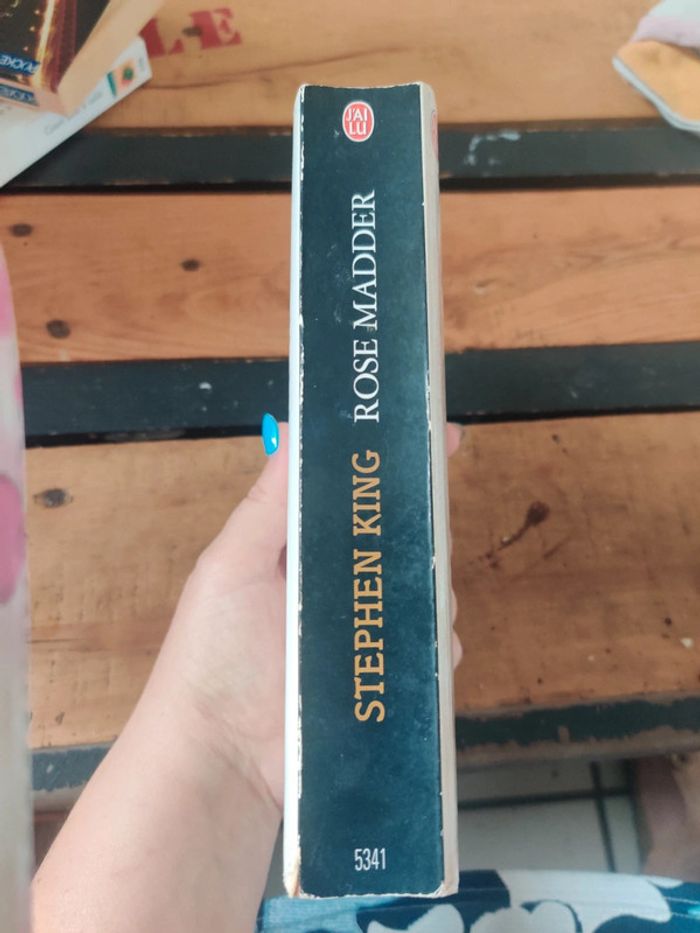 J'AI
LU
ROSE MADDER
STEPHEN KING
5341